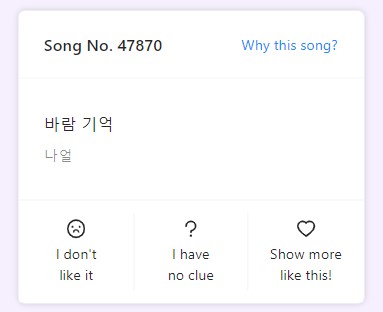 Song No. 47870
Why this song?
바람 기억
나얼
I don't
like it
I have
no clue
Show more
like this!